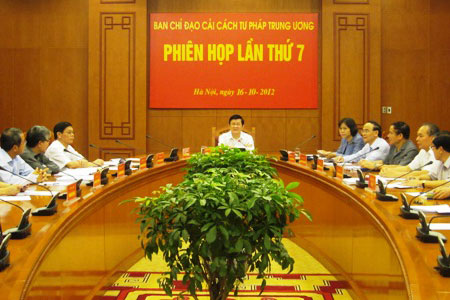 BAN CHỈ ĐẠO CẢI CÁCH TƯ PHÁP TRUNG ƯƠNG
PHIÊN HỌP LẦN THỨ 7
Hà Nội, ngày 16-10-2012